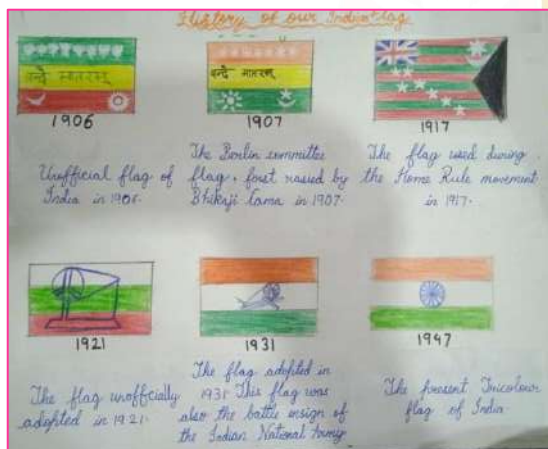 History of our Indian flag
वन्दे मातरम्
1906
Unofficial flag of
India in 1906.
वन्दे मातरम्
1907
The Berlin committee
flag, first raised by
Bhikaji Cama in 1907.
1917
The flag used during
the Home Rule movement
in 1917.
1921
The flag unofficially
adopted in 1921.
1931
The flag adopted in
1931 This flag was
also the battle ensign of
the Indian National Army
1947
The present Tricolour
flag of India